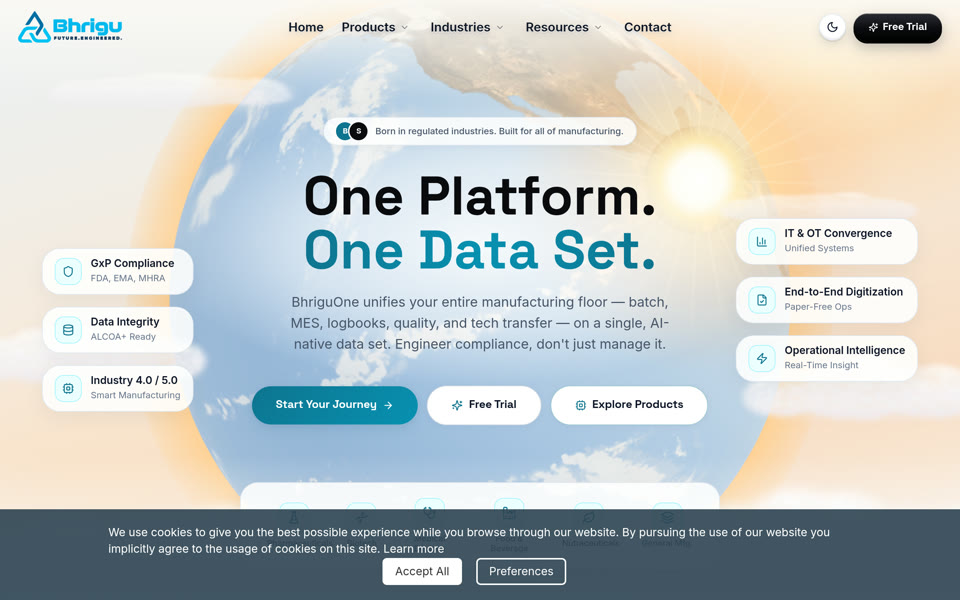 Bhrigu
FUTURE.ENGINEERED.
Home
Products
Industries
Resources
Contact
Free Trial
B
S
Born in regulated industries. Built for all of manufacturing.
One Platform.
One Data Set.
BhriguOne unifies your entire manufacturing floor — batch,
MES, logbooks, quality, and tech transfer — on a single, AI-
native data set. Engineer compliance, don't just manage it.
Start Your Journey
Free Trial
Explore Products
GxP Compliance
FDA, EMA, MHRA
Data Integrity
ALCOA+ Ready
Industry 4.0 / 5.0
Smart Manufacturing
IT & OT Convergence
Unified Systems
End-to-End Digitization
Paper-Free Ops
Operational Intelligence
Real-Time Insight
We use cookies to give you the best possible experience while you browse through our website. By pursuing the use of our website you
implicitly agree to the usage of cookies on this site. Learn more
Accept All
Preferences